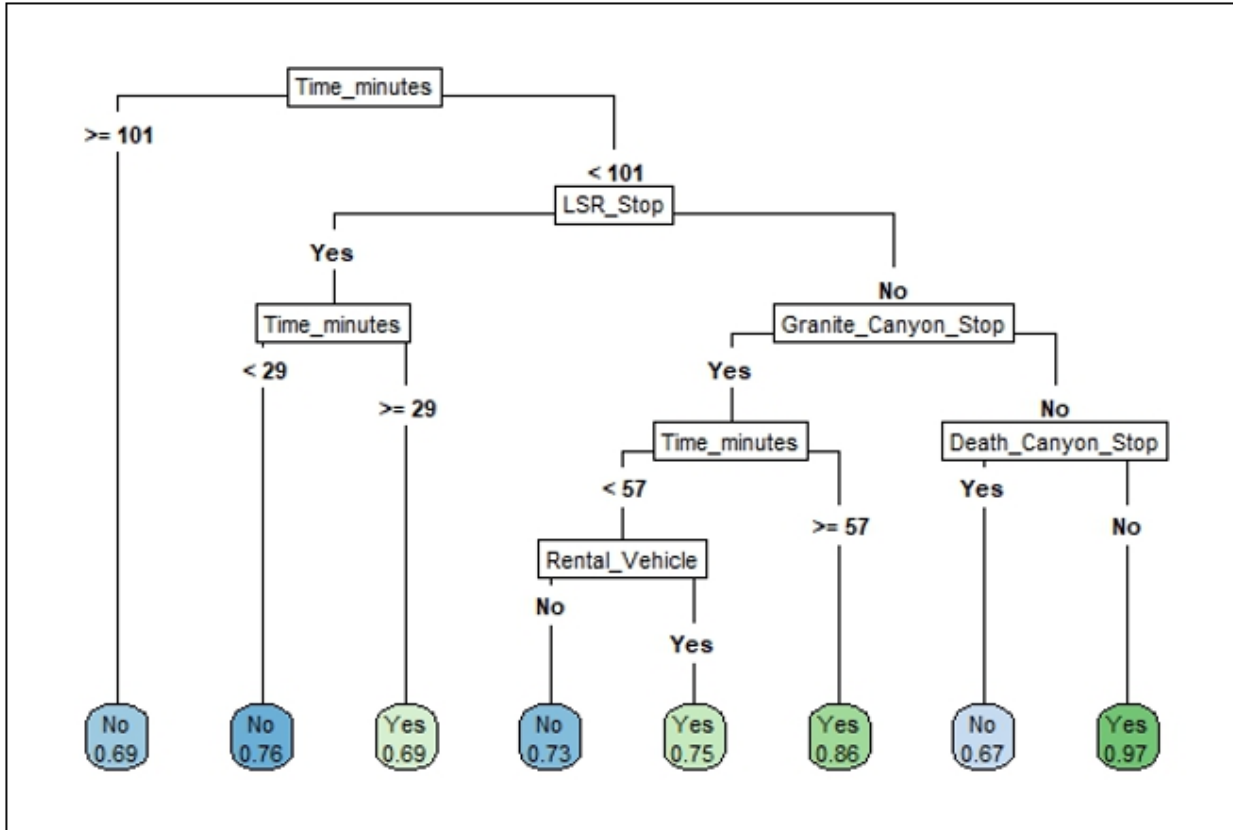 Time_minutes
>= 101
< 101
LSR_Stop
Yes
No
Time_minutes
Granite_Canyon_Stop
< 29
>= 29
Yes
No
Time_minutes
Death_Canyon_Stop
< 57
>= 57
Yes
No
Rental_Vehicle
No
Yes
No
0.69
No
0.76
Yes
0.69
No
0.73
Yes
0.75
Yes
0.86
No
0.67
Yes
0.97